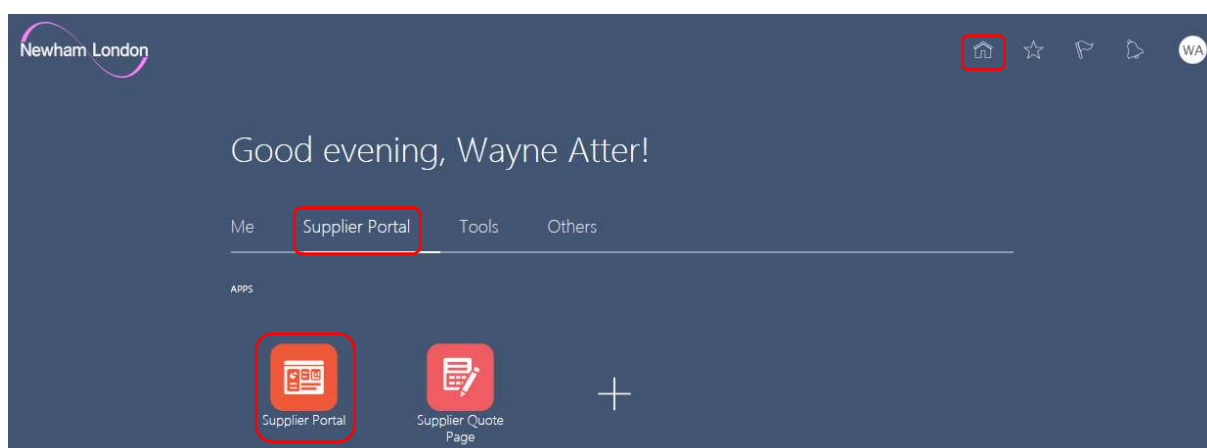 Newham London
WA
Good evening, Wayne Atter!
Me Supplier Portal Tools Others
APPS
Supplier Portal
Supplier Quote
Page